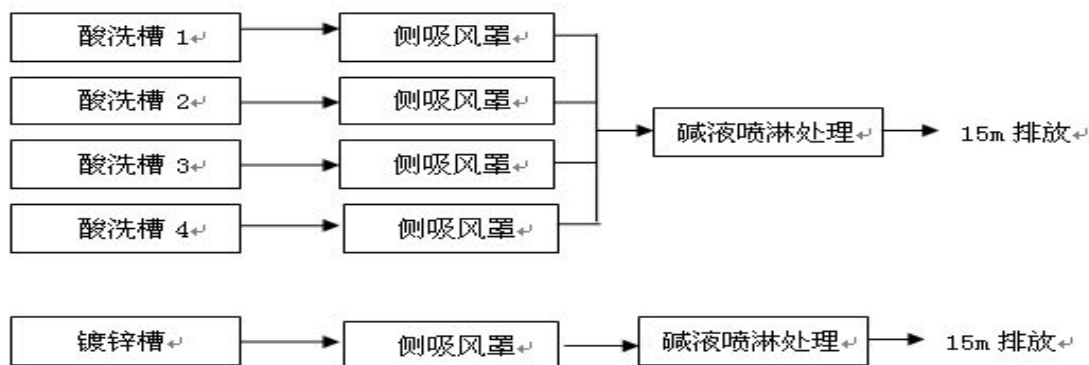 酸洗槽 1↵
侧吸风罩↵
酸洗槽 2↵
侧吸风罩↵
碱液喷淋处理↵
15m 排放↵
酸洗槽 3↵
侧吸风罩↵
酸洗槽 4↵
侧吸风罩↵
镀锌槽↵
侧吸风罩↵
碱液喷淋处理↵
15m 排放↵